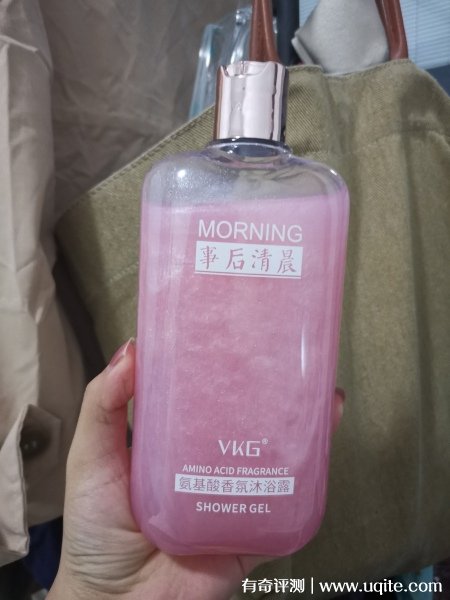 MORNING
事后清晨
VKG®
AMINO ACID FRAGRANCE
氨基酸香氛沐浴露
SHOWER GEL
有奇评测 | www.uqite.com